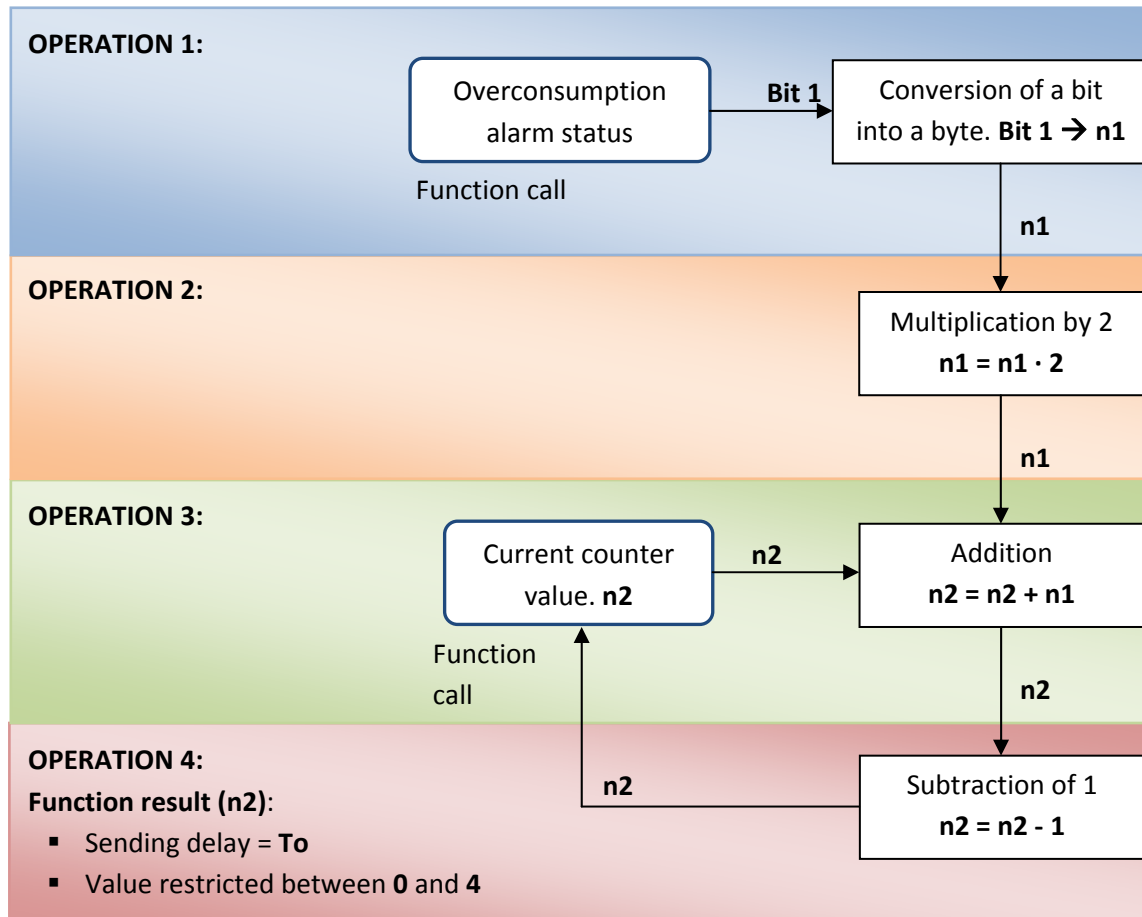 OPERATION 1:
Overconsumption
alarm status
Bit 1
Conversion of a bit
into a byte. Bit 1 → n1
Function call
n1
OPERATION 2:
Multiplication by 2
n1 = n1 · 2
n1
OPERATION 3:
Current counter
value. n2
n2
Addition
n2 = n2 + n1
Function
call
n2
OPERATION 4:
Function result (n2):
▪ Sending delay = To
▪ Value restricted between 0 and 4
n2
Subtraction of 1
n2 = n2 - 1